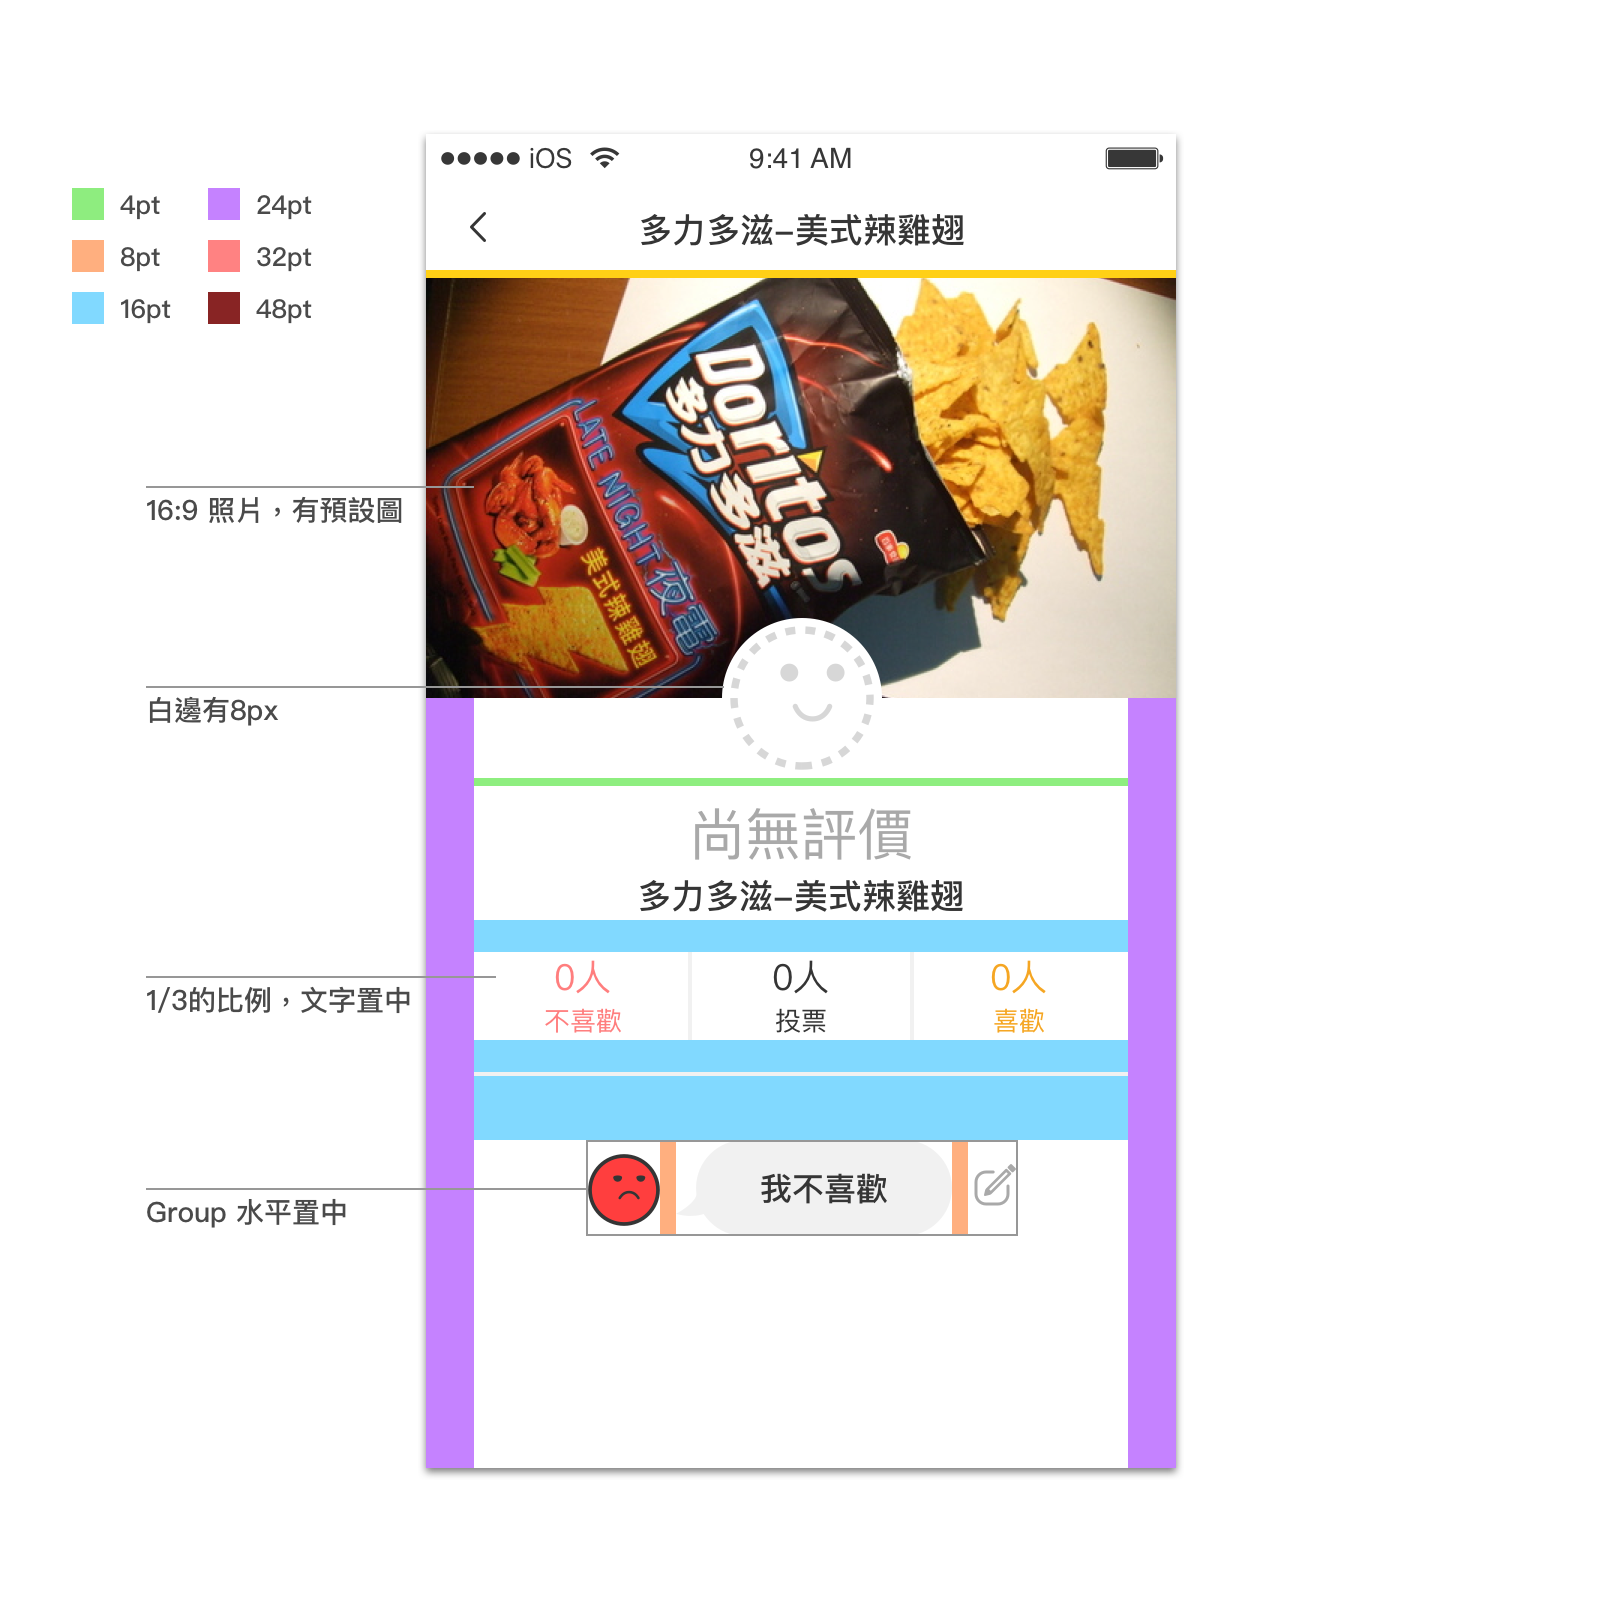 iOS 9:41 AM
多力多滋-美式辣雞翅
4pt
24pt
8pt
32pt
16pt
48pt
Doritos
多力多滋
LATE NIGHT 夜電
美式辣雞翅
16:9 照片，有預設圖
白邊有8px
尚無評價
多力多滋-美式辣雞翅
1/3的比例，文字置中
0人
不喜歡
0人
投票
0人
喜歡
Group 水平置中
我不喜歡